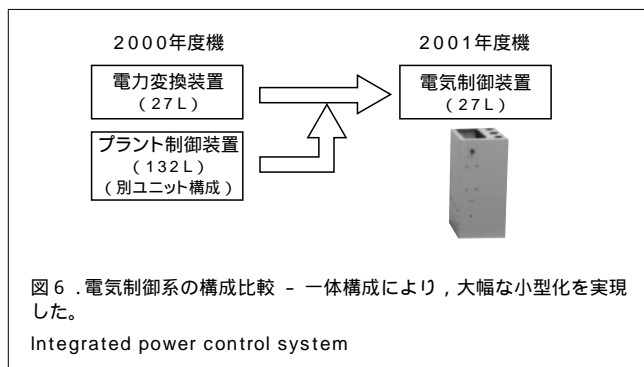 2000年度機
2001年度機
電力変換装置
(27L)
電気制御装置
(27L)
プラント制御装置
(132L)
(別ユニット構成)
図6.電気制御系の構成比較 - 一体構成により,大幅な小型化を実現
した。
Integrated power control system